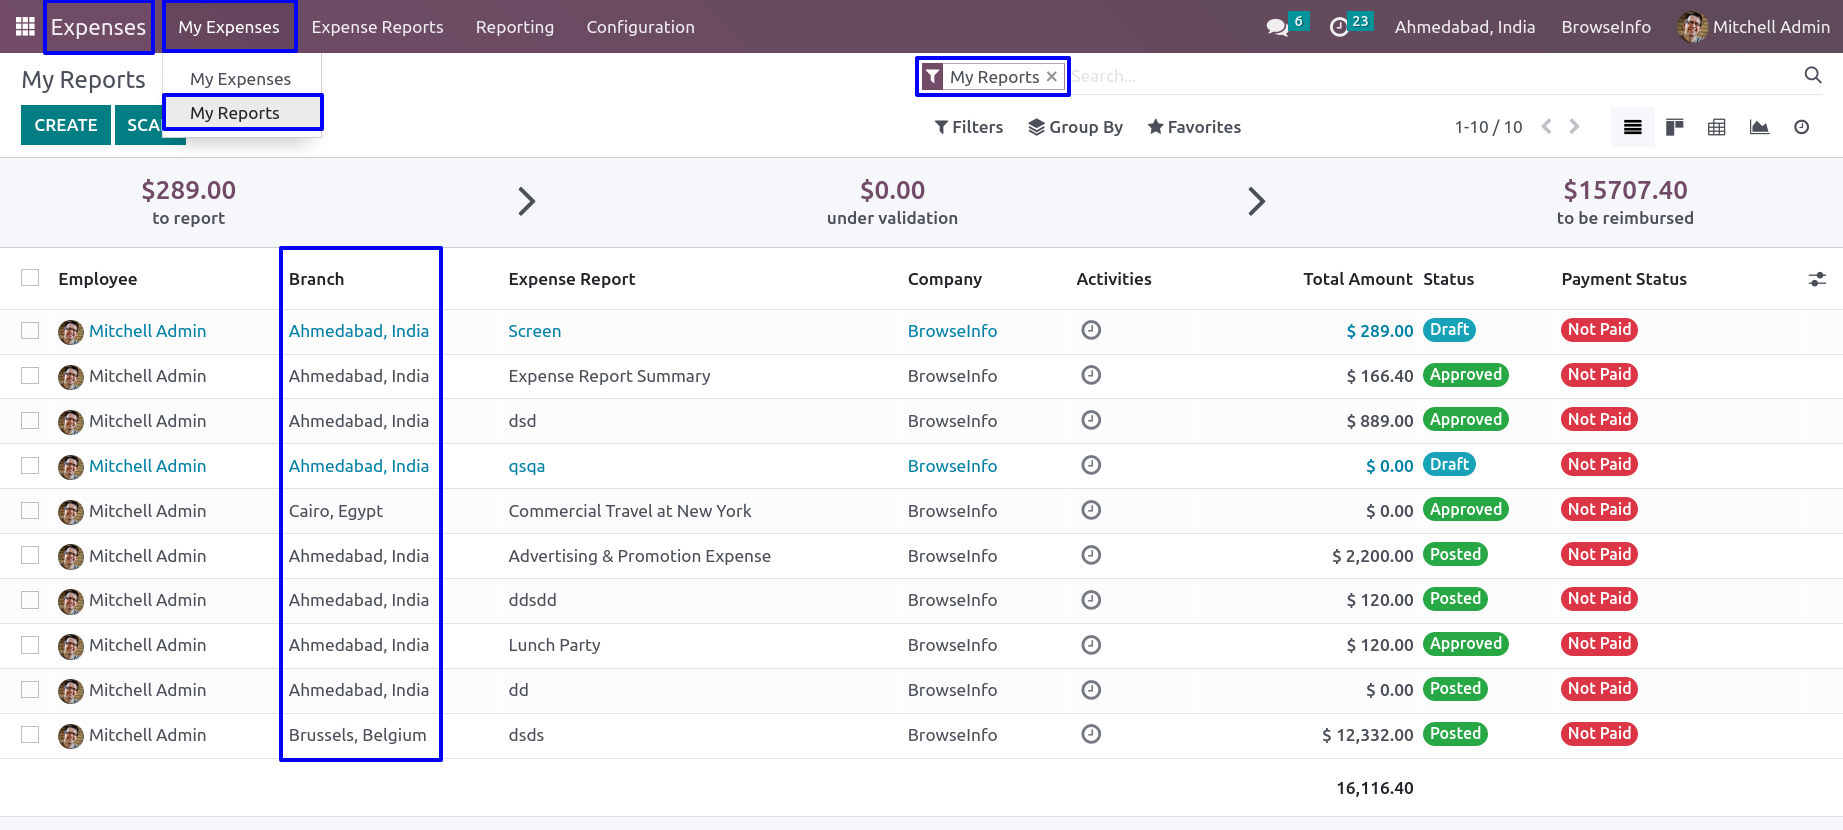 Expenses My Expenses Expense Reports Reporting Configuration 6 23 Ahmedabad, India BrowseInfo Mitchell Admin
My Reports
My Expenses
My Reports
My Reports × Search...
CREATE SCA
Filters Group By Favorites 1-10 / 10
$289.00 $0.00 $15707.40
to report under validation to be reimbursed
Employee Branch Expense Report Company Activities Total Amount Status Payment Status
Mitchell Admin Ahmedabad, India Screen BrowseInfo $ 289.00 Draft Not Paid
Mitchell Admin Ahmedabad, India Expense Report Summary BrowseInfo $ 166.40 Approved Not Paid
Mitchell Admin Ahmedabad, India dsd BrowseInfo $ 889.00 Approved Not Paid
Mitchell Admin Ahmedabad, India qsqa BrowseInfo $ 0.00 Draft Not Paid
Mitchell Admin Cairo, Egypt Commercial Travel at New York BrowseInfo $ 0.00 Approved Not Paid
Mitchell Admin Ahmedabad, India Advertising & Promotion Expense BrowseInfo $ 2,200.00 Posted Not Paid
Mitchell Admin Ahmedabad, India ddsdd BrowseInfo $ 120.00 Posted Not Paid
Mitchell Admin Ahmedabad, India Lunch Party BrowseInfo $ 120.00 Approved Not Paid
Mitchell Admin Ahmedabad, India dd BrowseInfo $ 0.00 Posted Not Paid
Mitchell Admin Brussels, Belgium dsds BrowseInfo $ 12,332.00 Posted Not Paid
16,116.40